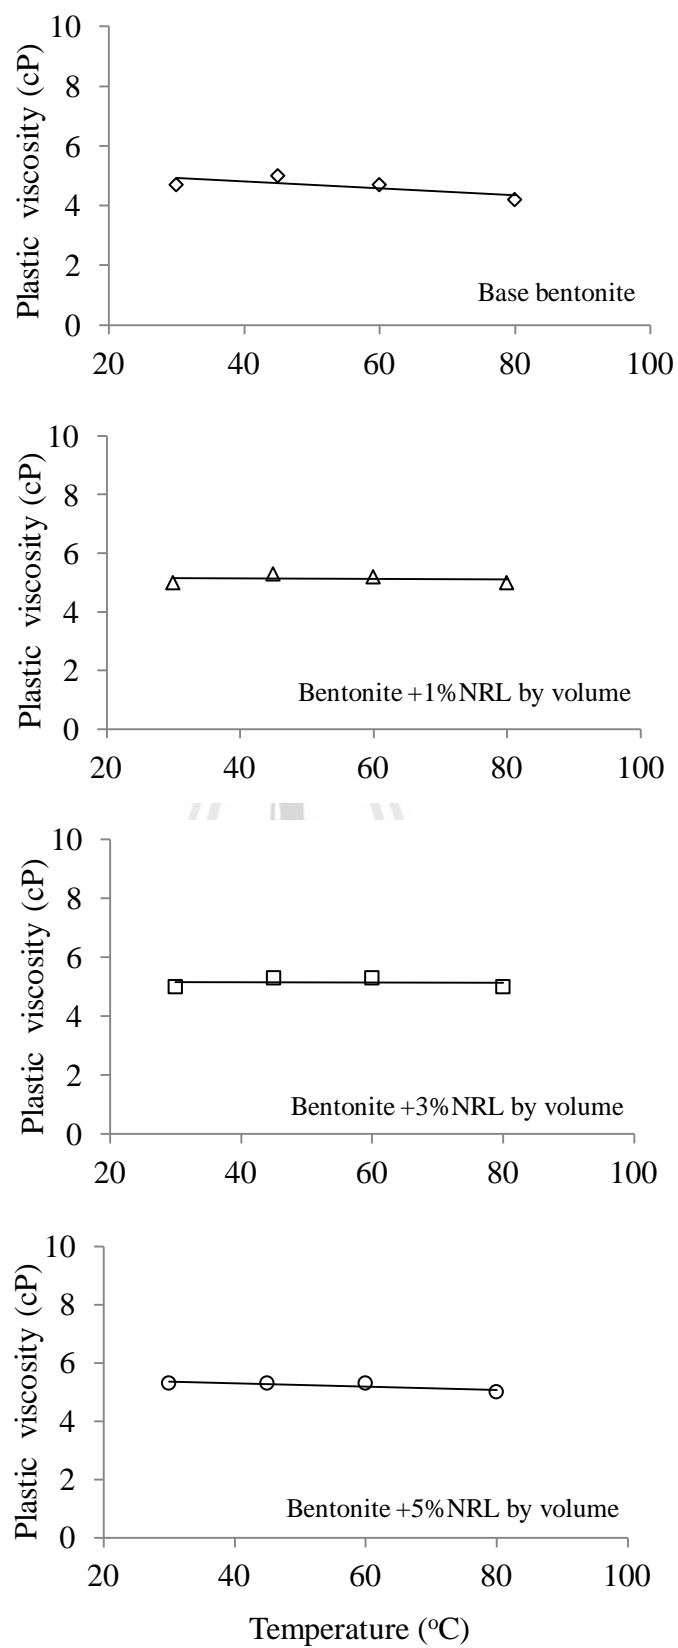 Plastic viscosity (cP)
10
8
6
4
2
0
Base bentonite
20 40 60 80 100
Plastic viscosity (cP)
10
8
6
4
2
0
Bentonite +1%NRL by volume
20 40 60 80 100
Plastic viscosity (cP)
10
8
6
4
2
0
Bentonite +3%NRL by volume
20 40 60 80 100
Plastic viscosity (cP)
10
8
6
4
2
0
Bentonite +5%NRL by volume
20 40 60 80 100
Temperature (°C)